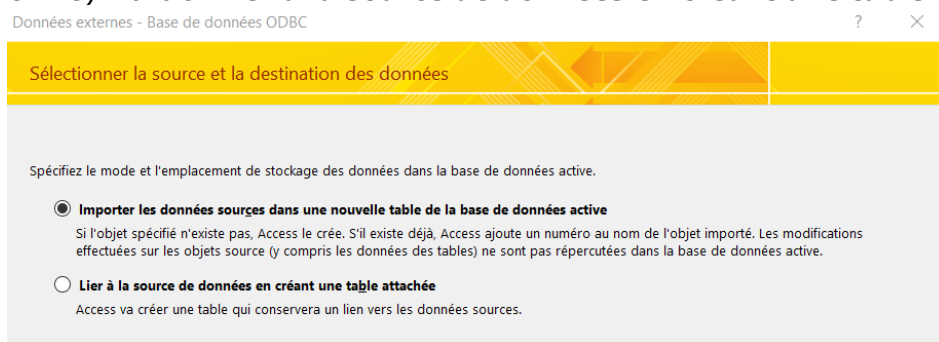 Données externes - Base de données ODBC ? ×
Sélectionner la source et la destination des données
Spécifiez le mode et l'emplacement de stockage des données dans la base de données active.
Importer les données sources dans une nouvelle table de la base de données active
Si l'objet spécifié n'existe pas, Access le crée. S'il existe déjà, Access ajoute un numéro au nom de l'objet importé. Les modifications
effectuées sur les objets source (y compris les données des tables) ne sont pas répercutées dans la base de données active.
Lier à la source de données en créant une table attachée
Access va créer une table qui conservera un lien vers les données sources.